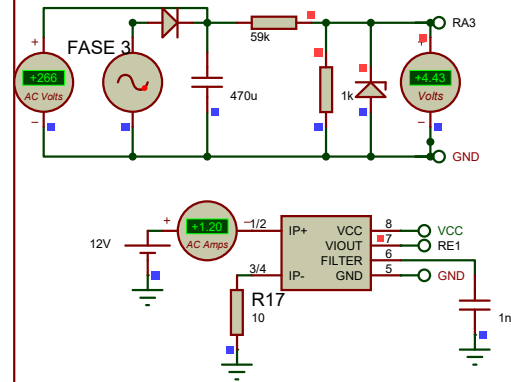 59k
RA3
FASE 3
+266
AC Volts
+4.43
Volts
470u
1k
GND
+1.20
AC Amps
12V
1/2
IP+
VCC
8
VCC
VIOUT
7
RE1
FILTER
6
3/4
IP-
GND
5
GND
R17
10
1n